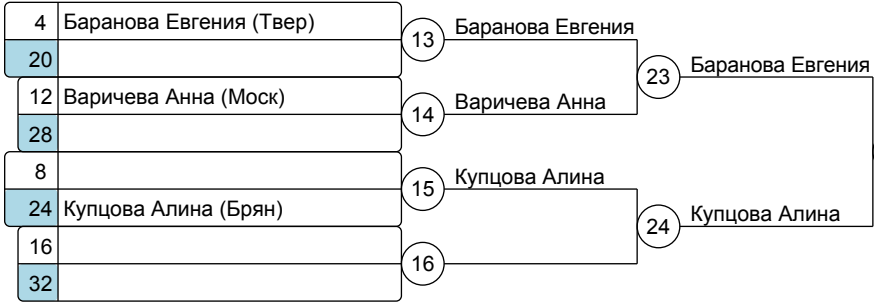 4 Баранова Евгения (Твер)
20
12 Варичева Анна (Моск)
28
8
24 Купцова Алина (Брян)
16
32
13 Баранова Евгения
14 Варичева Анна
15 Купцова Алина
16
23 Баранова Евгения
24 Купцова Алина